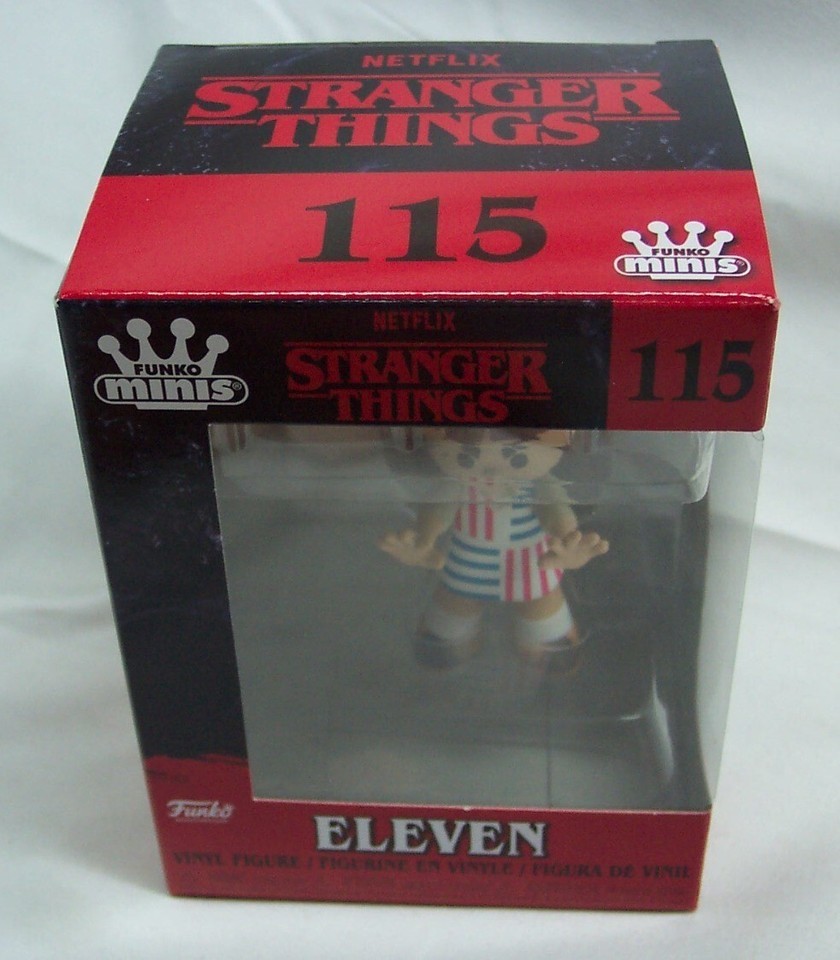 NETFLIX
STRANGER
THINGS
115
FUNKO
minis®
FUNKO
minis®
NETFLIX
STRANGER
THINGS
115
Funko
ELEVEN
VINYL FIGURE / FIGURINE EN VINYLE / FIGURA DE VINIL